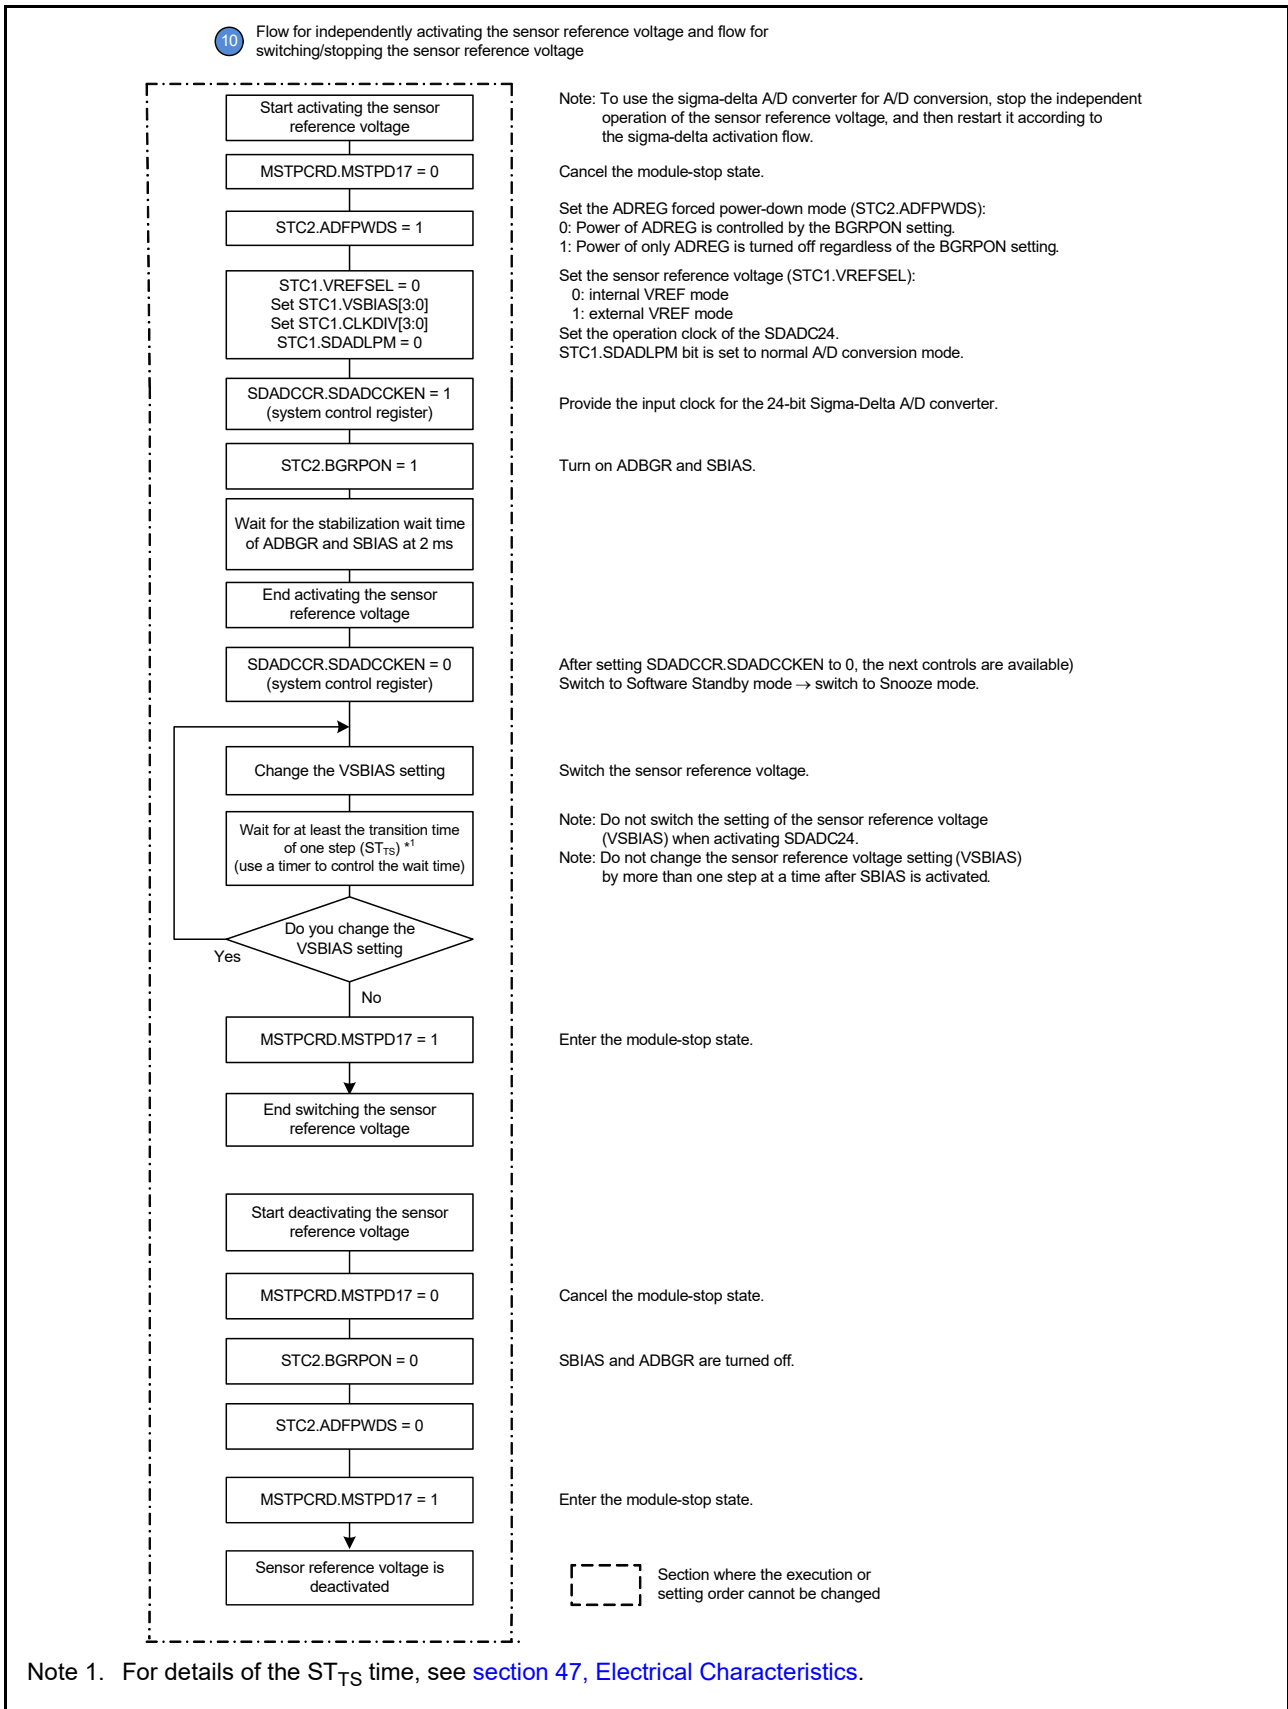 10
Flow for independently activating the sensor reference voltage and flow for
switching/stopping the sensor reference voltage
Start activating the sensor
reference voltage
Note: To use the sigma-delta A/D converter for A/D conversion, stop the independent
operation of the sensor reference voltage, and then restart it according to
the sigma-delta activation flow.
MSTPCRD.MSTPD17 = 0
Cancel the module-stop state.
STC2.ADFPWDS = 1
Set the ADREG forced power-down mode (STC2.ADFPWDS):
0: Power of ADREG is controlled by the BGRPON setting.
1: Power of only ADREG is turned off regardless of the BGRPON setting.
STC1.VREFSEL = 0
Set STC1.VSBIAS[3:0]
Set STC1.CLKDIV[3:0]
STC1.SDADLPM = 0
Set the sensor reference voltage (STC1.VREFSEL):
0: internal VREF mode
1: external VREF mode
Set the operation clock of the SDADC24.
STC1.SDADLPM bit is set to normal A/D conversion mode.
SDADCCR.SDADCCKEN = 1
(system control register)
Provide the input clock for the 24-bit Sigma-Delta A/D converter.
STC2.BGRPON = 1
Turn on ADBGR and SBIAS.
Wait for the stabilization wait time
of ADBGR and SBIAS at 2 ms
End activating the sensor
reference voltage
SDADCCR.SDADCCKEN = 0
(system control register)
After setting SDADCCR.SDADCCKEN to 0, the next controls are available)
Switch to Software Standby mode → switch to Snooze mode.
Change the VSBIAS setting
Switch the sensor reference voltage.
Wait for at least the transition time
of one step (STTS) *1
(use a timer to control the wait time)
Note: Do not switch the setting of the sensor reference voltage
(VSBIAS) when activating SDADC24.
Note: Do not change the sensor reference voltage setting (VSBIAS)
by more than one step at a time after SBIAS is activated.
Do you change the
VSBIAS setting
Yes
No
MSTPCRD.MSTPD17 = 1
Enter the module-stop state.
End switching the sensor
reference voltage
Start deactivating the sensor
reference voltage
MSTPCRD.MSTPD17 = 0
Cancel the module-stop state.
STC2.BGRPON = 0
SBIAS and ADBGR are turned off.
STC2.ADFPWDS = 0
MSTPCRD.MSTPD17 = 1
Enter the module-stop state.
Sensor reference voltage is
deactivated
Section where the execution or
setting order cannot be changed
Note 1. For details of the STTS time, see section 47, Electrical Characteristics.